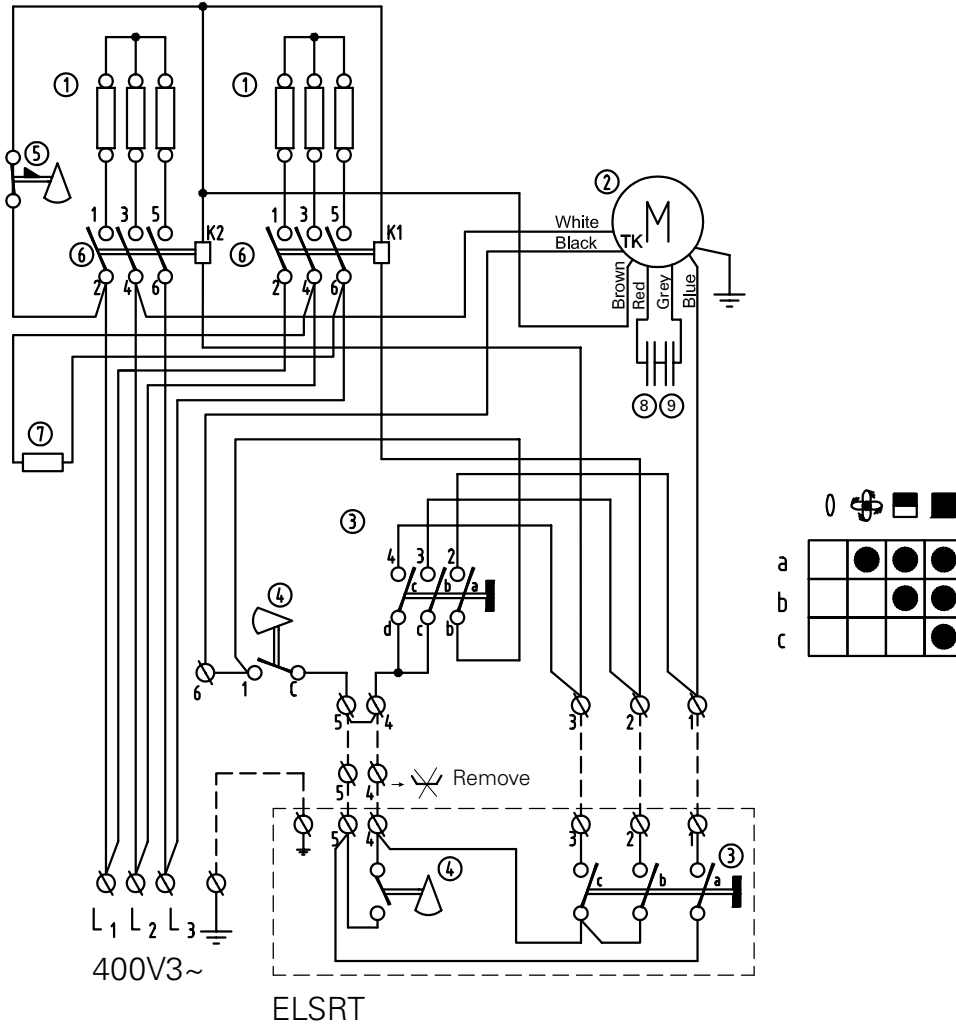 1 1
5
2
White
Black
TK M
1 3 5 K2
1 3 5 K1
6 6
2 4 6
2 4 6
Brown Red Grey Blue
8 9
7
3
4 3 2
c b a
d c b
4
6 1 C
5 4 3 2 1
a
b
c
5 4 Remove
5 4 3 2 1
4
c b a
3
L1 L2 L3
400V3~
ELSRT